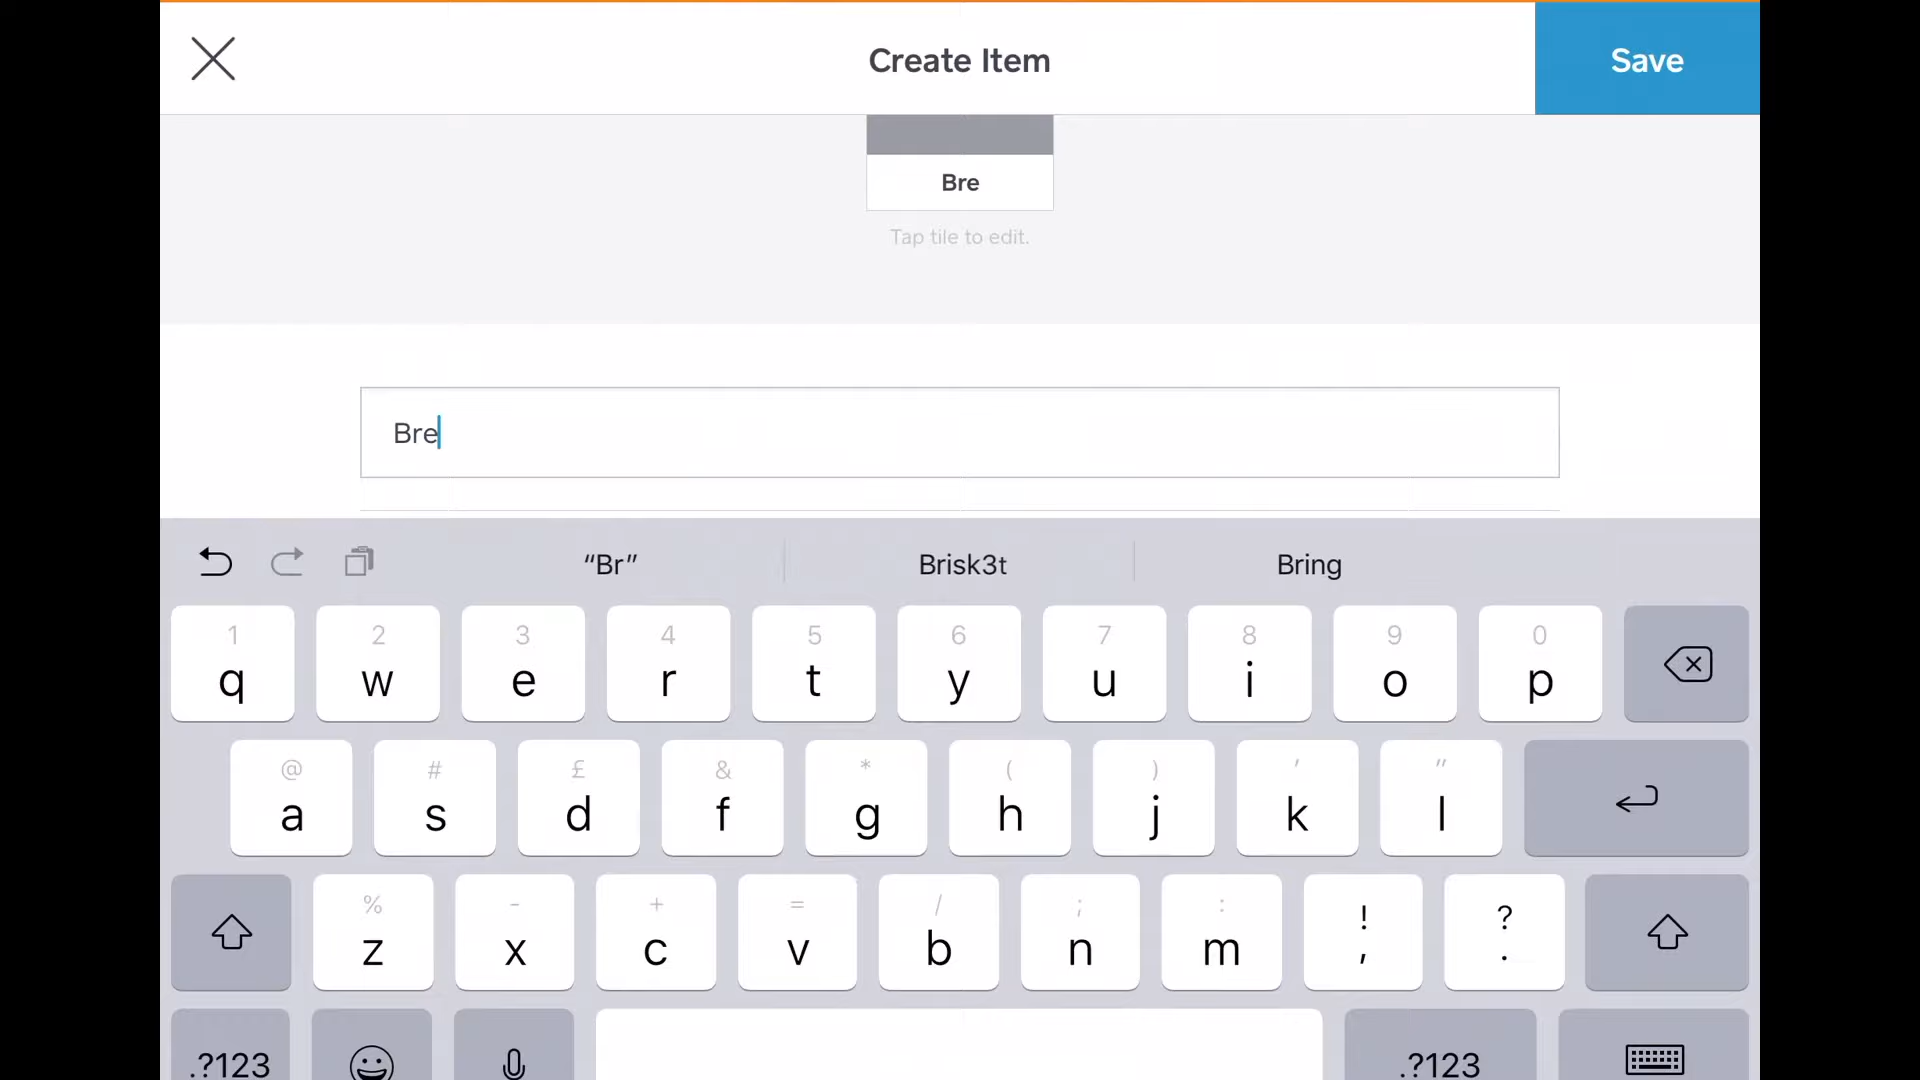 Create Item
Save
Bre
Tap tile to edit.
Bre
“Br” Brisk3t Bring
1 2 3 4 5 6 7 8 9 0
q w e r t y u i o p
@ # £ & * ( ) ' "
a s d f g h j k l
% - + = / ; : ! ?
z x c v b n m , .
.?123 .?123